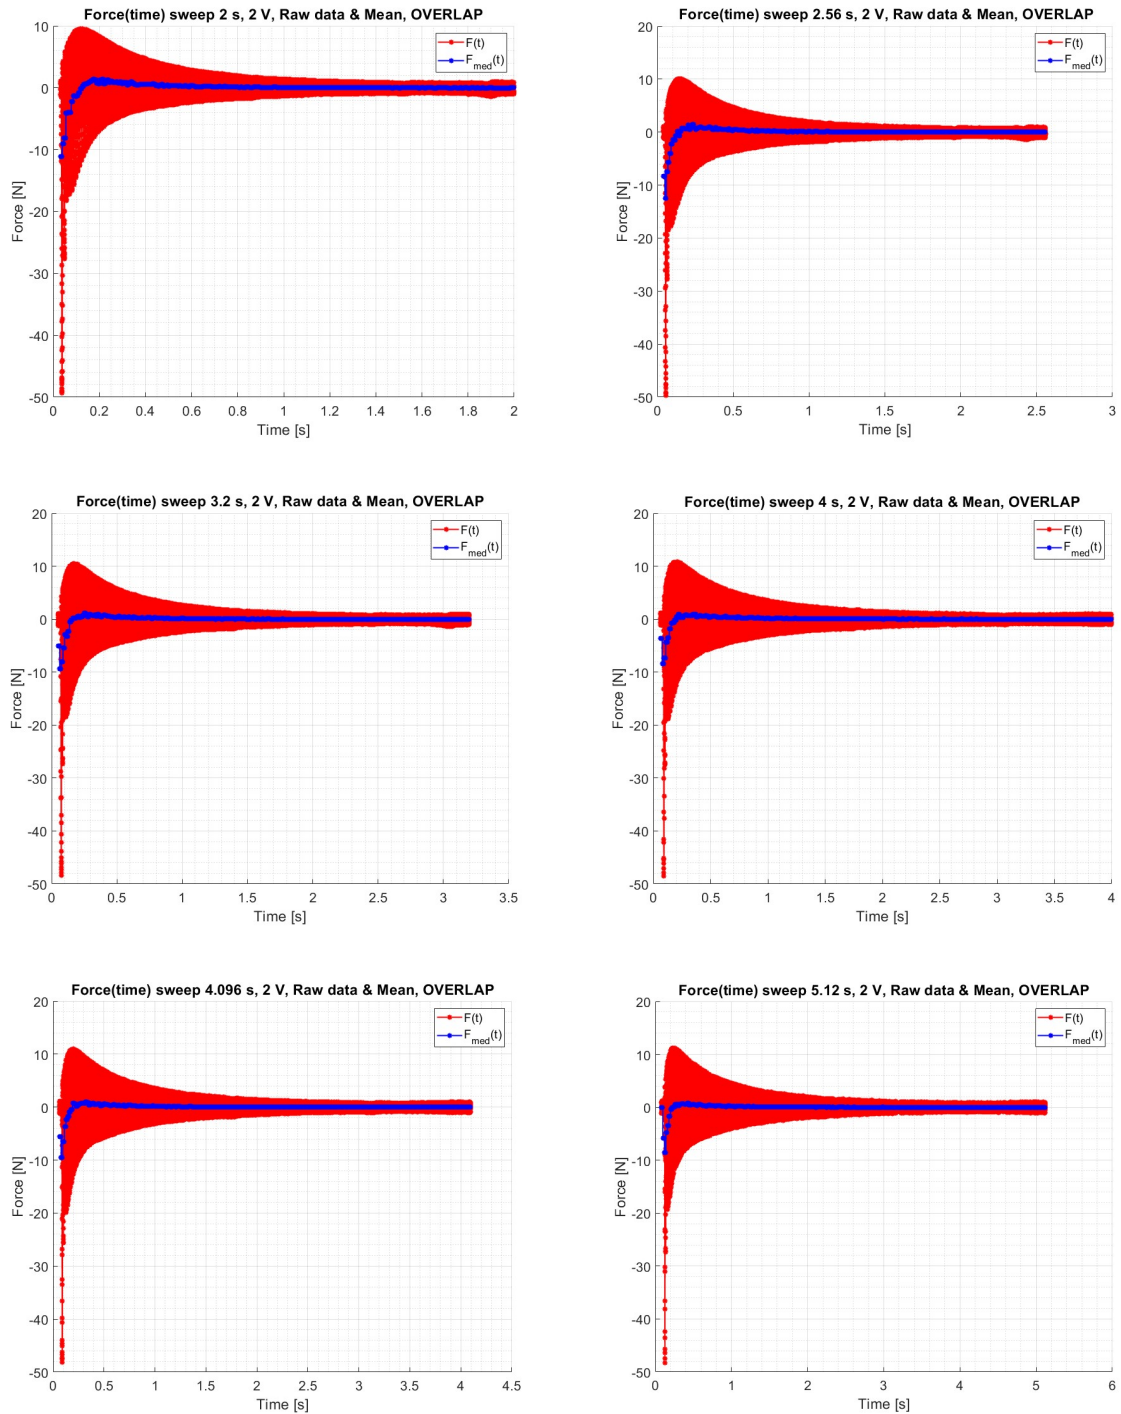 Force(time) sweep 2 s, 2 V, Raw data & Mean, OVERLAP
F(t)
F_med(t)
10
0
-10
-20
-30
-40
-50
Force [N]
0 0.2 0.4 0.6 0.8 1 1.2 1.4 1.6 1.8 2
Time [s]
Force(time) sweep 2.56 s, 2 V, Raw data & Mean, OVERLAP
F(t)
F_med(t)
20
10
0
-10
-20
-30
-40
-50
Force [N]
0 0.5 1 1.5 2 2.5 3
Time [s]
Force(time) sweep 3.2 s, 2 V, Raw data & Mean, OVERLAP
F(t)
F_med(t)
20
10
0
-10
-20
-30
-40
-50
Force [N]
0 0.5 1 1.5 2 2.5 3 3.5
Time [s]
Force(time) sweep 4 s, 2 V, Raw data & Mean, OVERLAP
F(t)
F_med(t)
20
10
0
-10
-20
-30
-40
-50
Force [N]
0 0.5 1 1.5 2 2.5 3 3.5 4
Time [s]
Force(time) sweep 4.096 s, 2 V, Raw data & Mean, OVERLAP
F(t)
F_med(t)
20
10
0
-10
-20
-30
-40
-50
Force [N]
0 0.5 1 1.5 2 2.5 3 3.5 4 4.5
Time [s]
Force(time) sweep 5.12 s, 2 V, Raw data & Mean, OVERLAP
F(t)
F_med(t)
20
10
0
-10
-20
-30
-40
-50
Force [N]
0 1 2 3 4 5 6
Time [s]